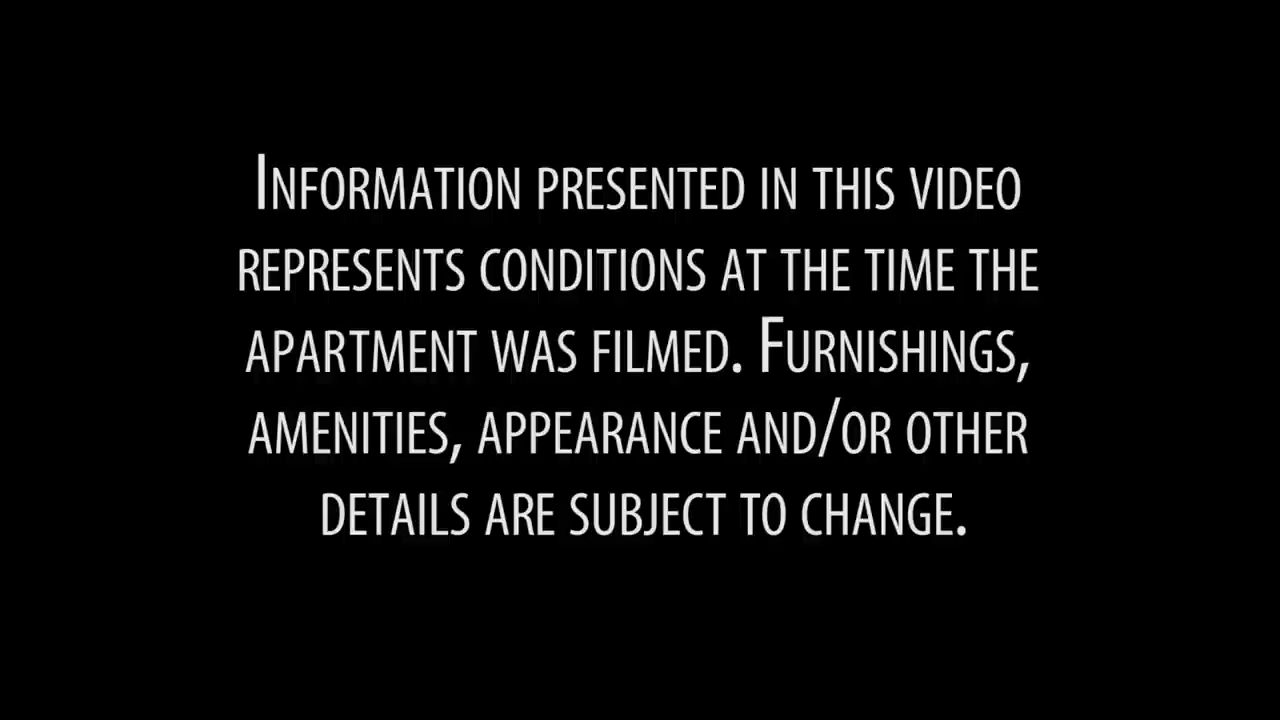 Information presented in this video
represents conditions at the time the
apartment was filmed. Furnishings,
amenities, appearance and/or other
details are subject to change.